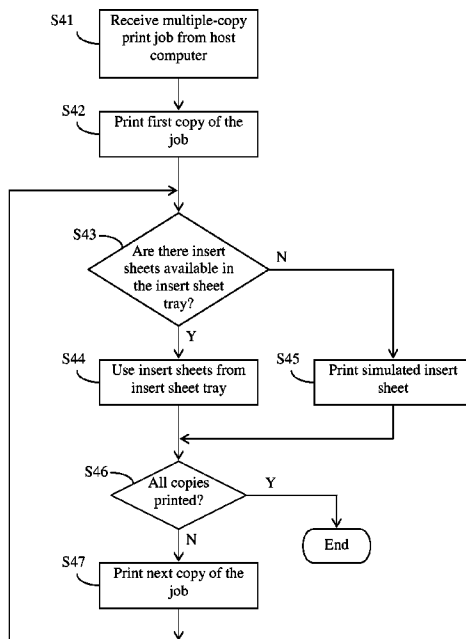 S41
Receive multiple-copy
print job from host
computer
S42
Print first copy of the
job
S43
Are there insert
sheets available in
the insert sheet
tray?
N
Y
S44
Use insert sheets from
insert sheet tray
S45
Print simulated insert
sheet
S46
All copies
printed?
Y
N
End
S47
Print next copy of the
job